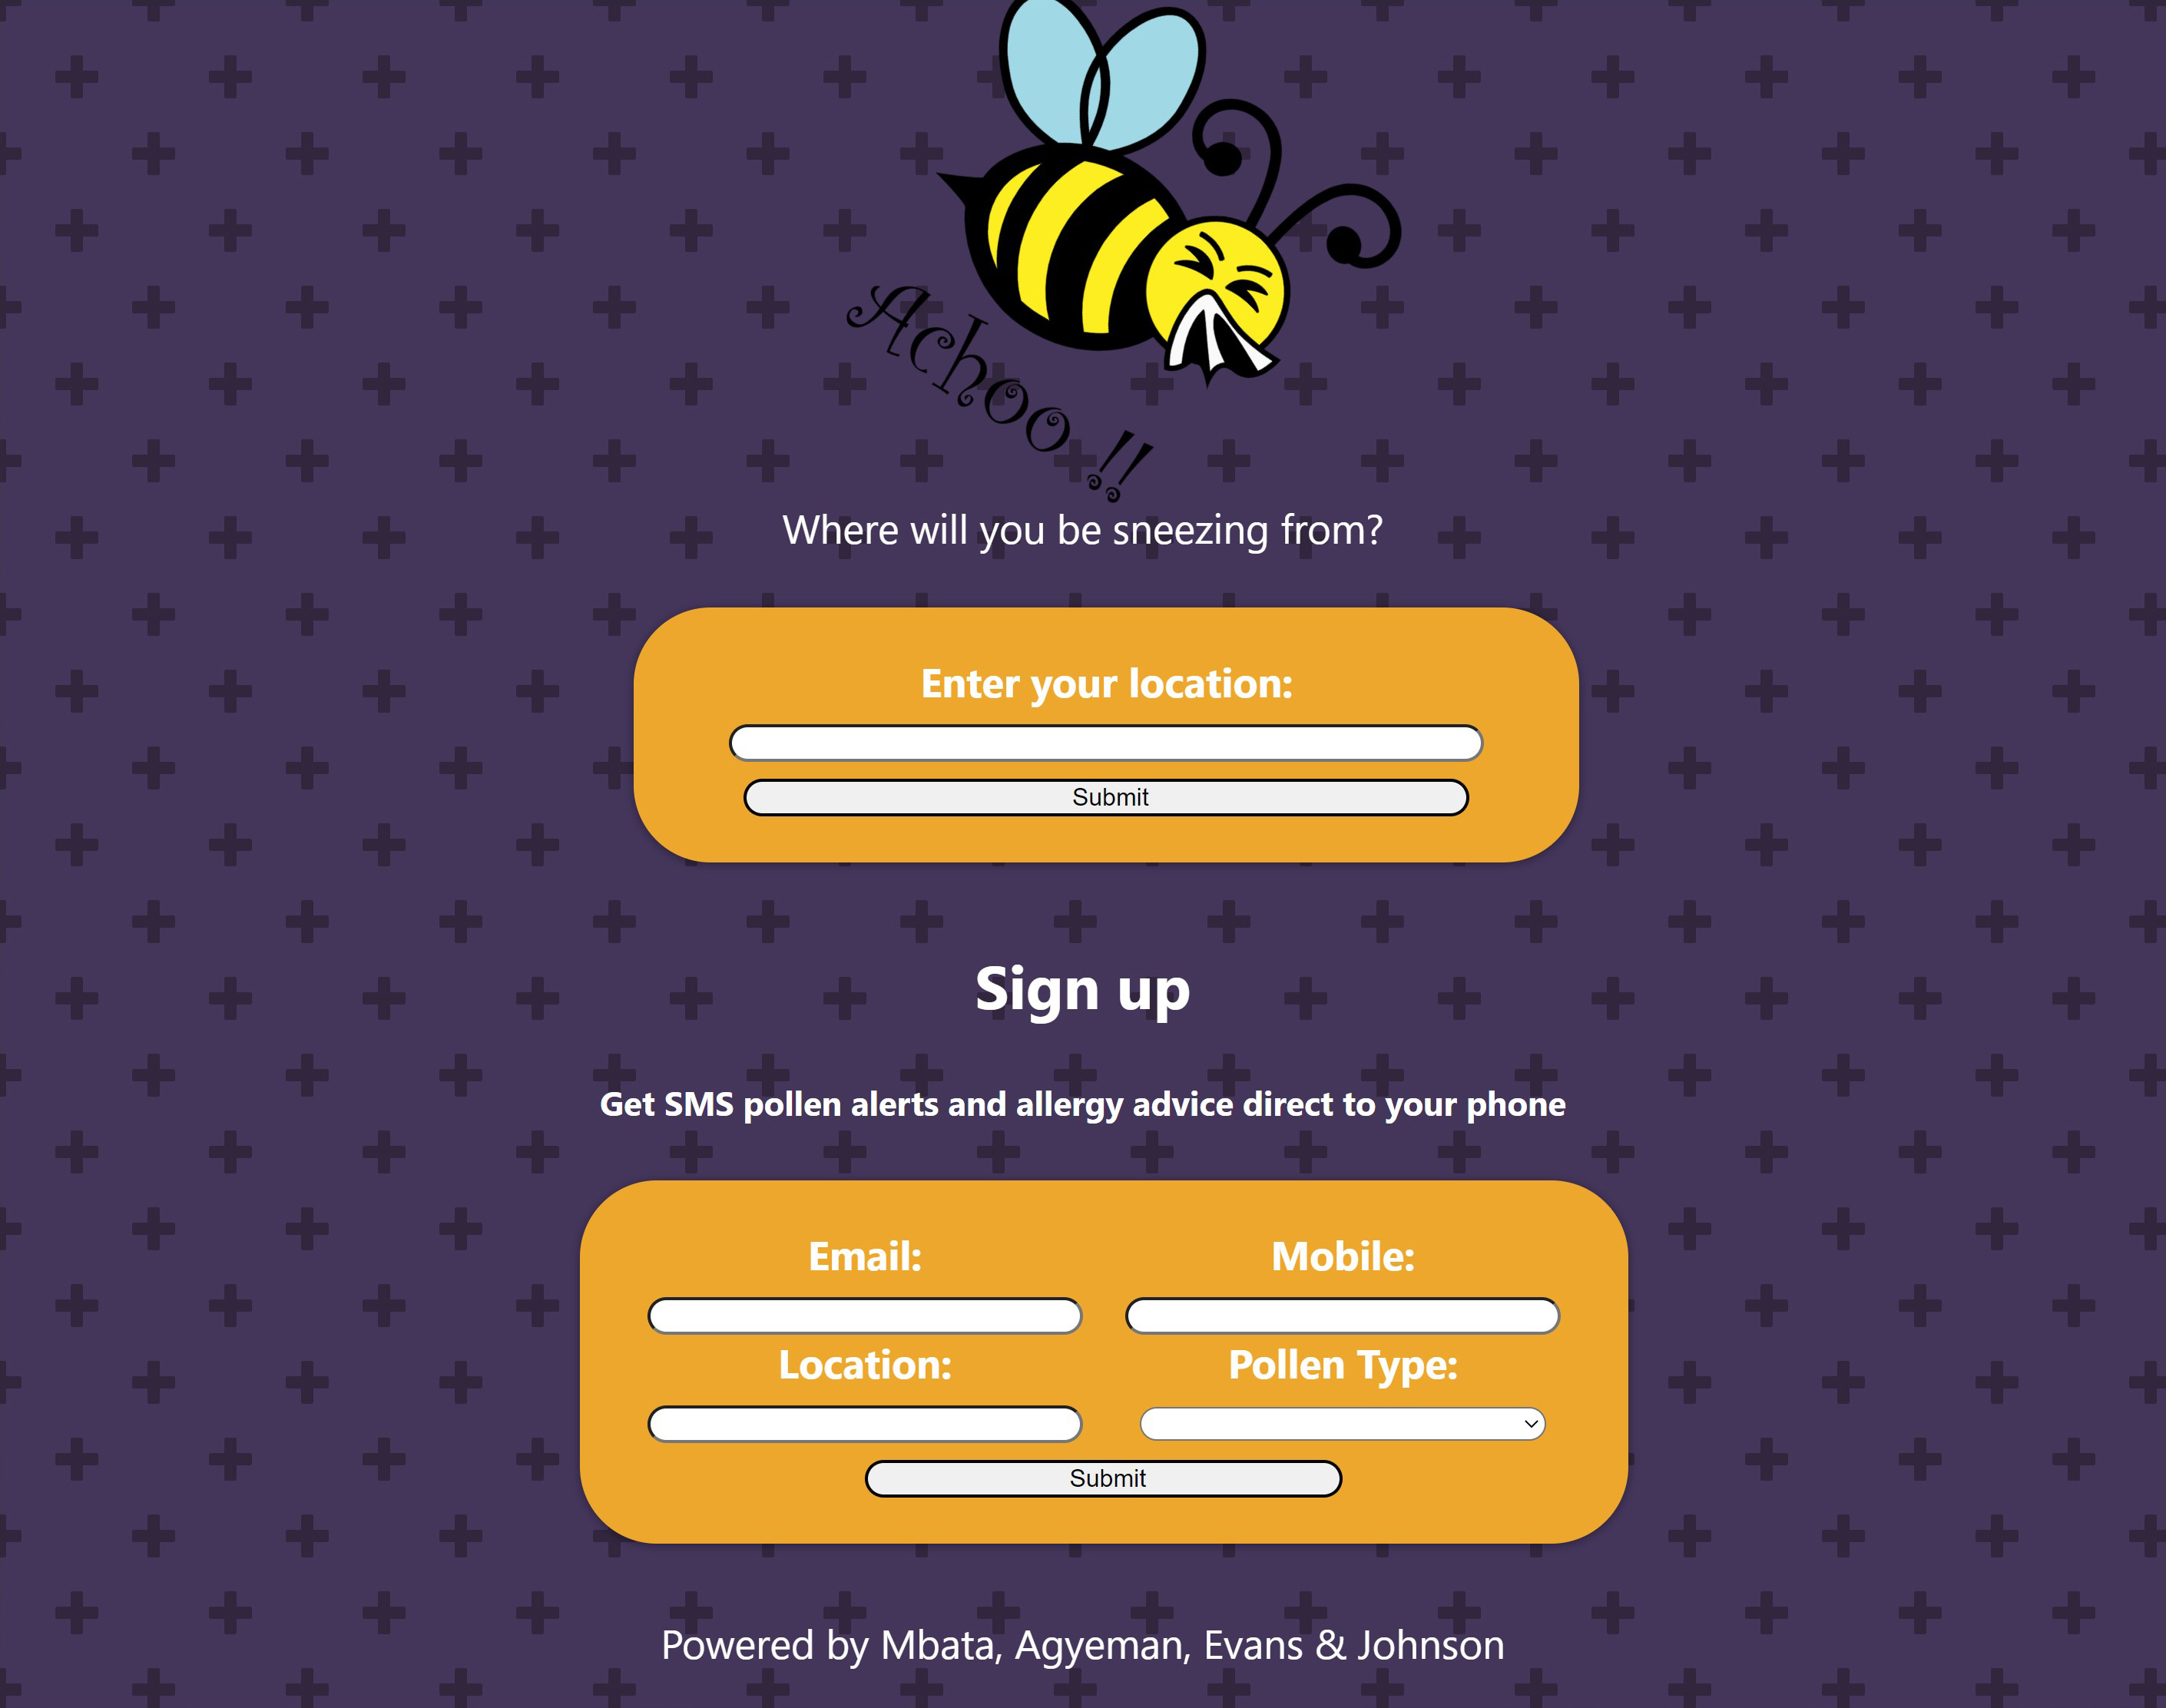 Achoo !!
Where will you be sneezing from?
Enter your location:
Submit
Sign up
Get SMS pollen alerts and allergy advice direct to your phone
Email:
Mobile:
Location:
Pollen Type:
Submit
Powered by Mbata, Agyeman, Evans & Johnson